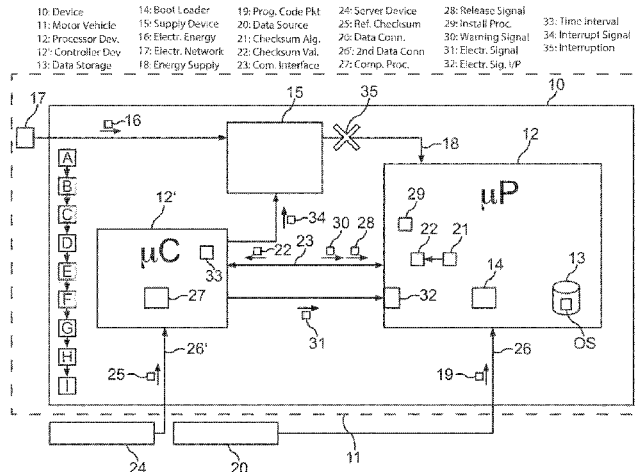 10: Device
11: Motor Vehicle
12: Processor Dev.
12': Controller Dev
13: Data Storage
14: Boot Loader
15: Supply Device
16: Electr. Energy
17: Electr. Network
18: Energy Supply
19: Prog. Code Pkt
20: Data Source
21: Checksum Alg.
22: Checksum Val.
23: Com. Interface
24: Server Device
25: Ref. Checksum
26: Data Conn.
26': 2nd Data Conn
27: Comp. Proc.
28: Release Signal
29: Install Proc.
30: Warning Signal
31: Electr. Signal
32: Electr. Sig. I/P
33: Time Interval
34: Interrupt Signal
35: Interruption
17
16
15
35
10
18
12
A
B
C
D
E
F
G
H
I
12'
µC
33
27
34
22
23
30
28
31
µP
29
22
21
14
13
32
OS
25
26'
19
26
24
20
11